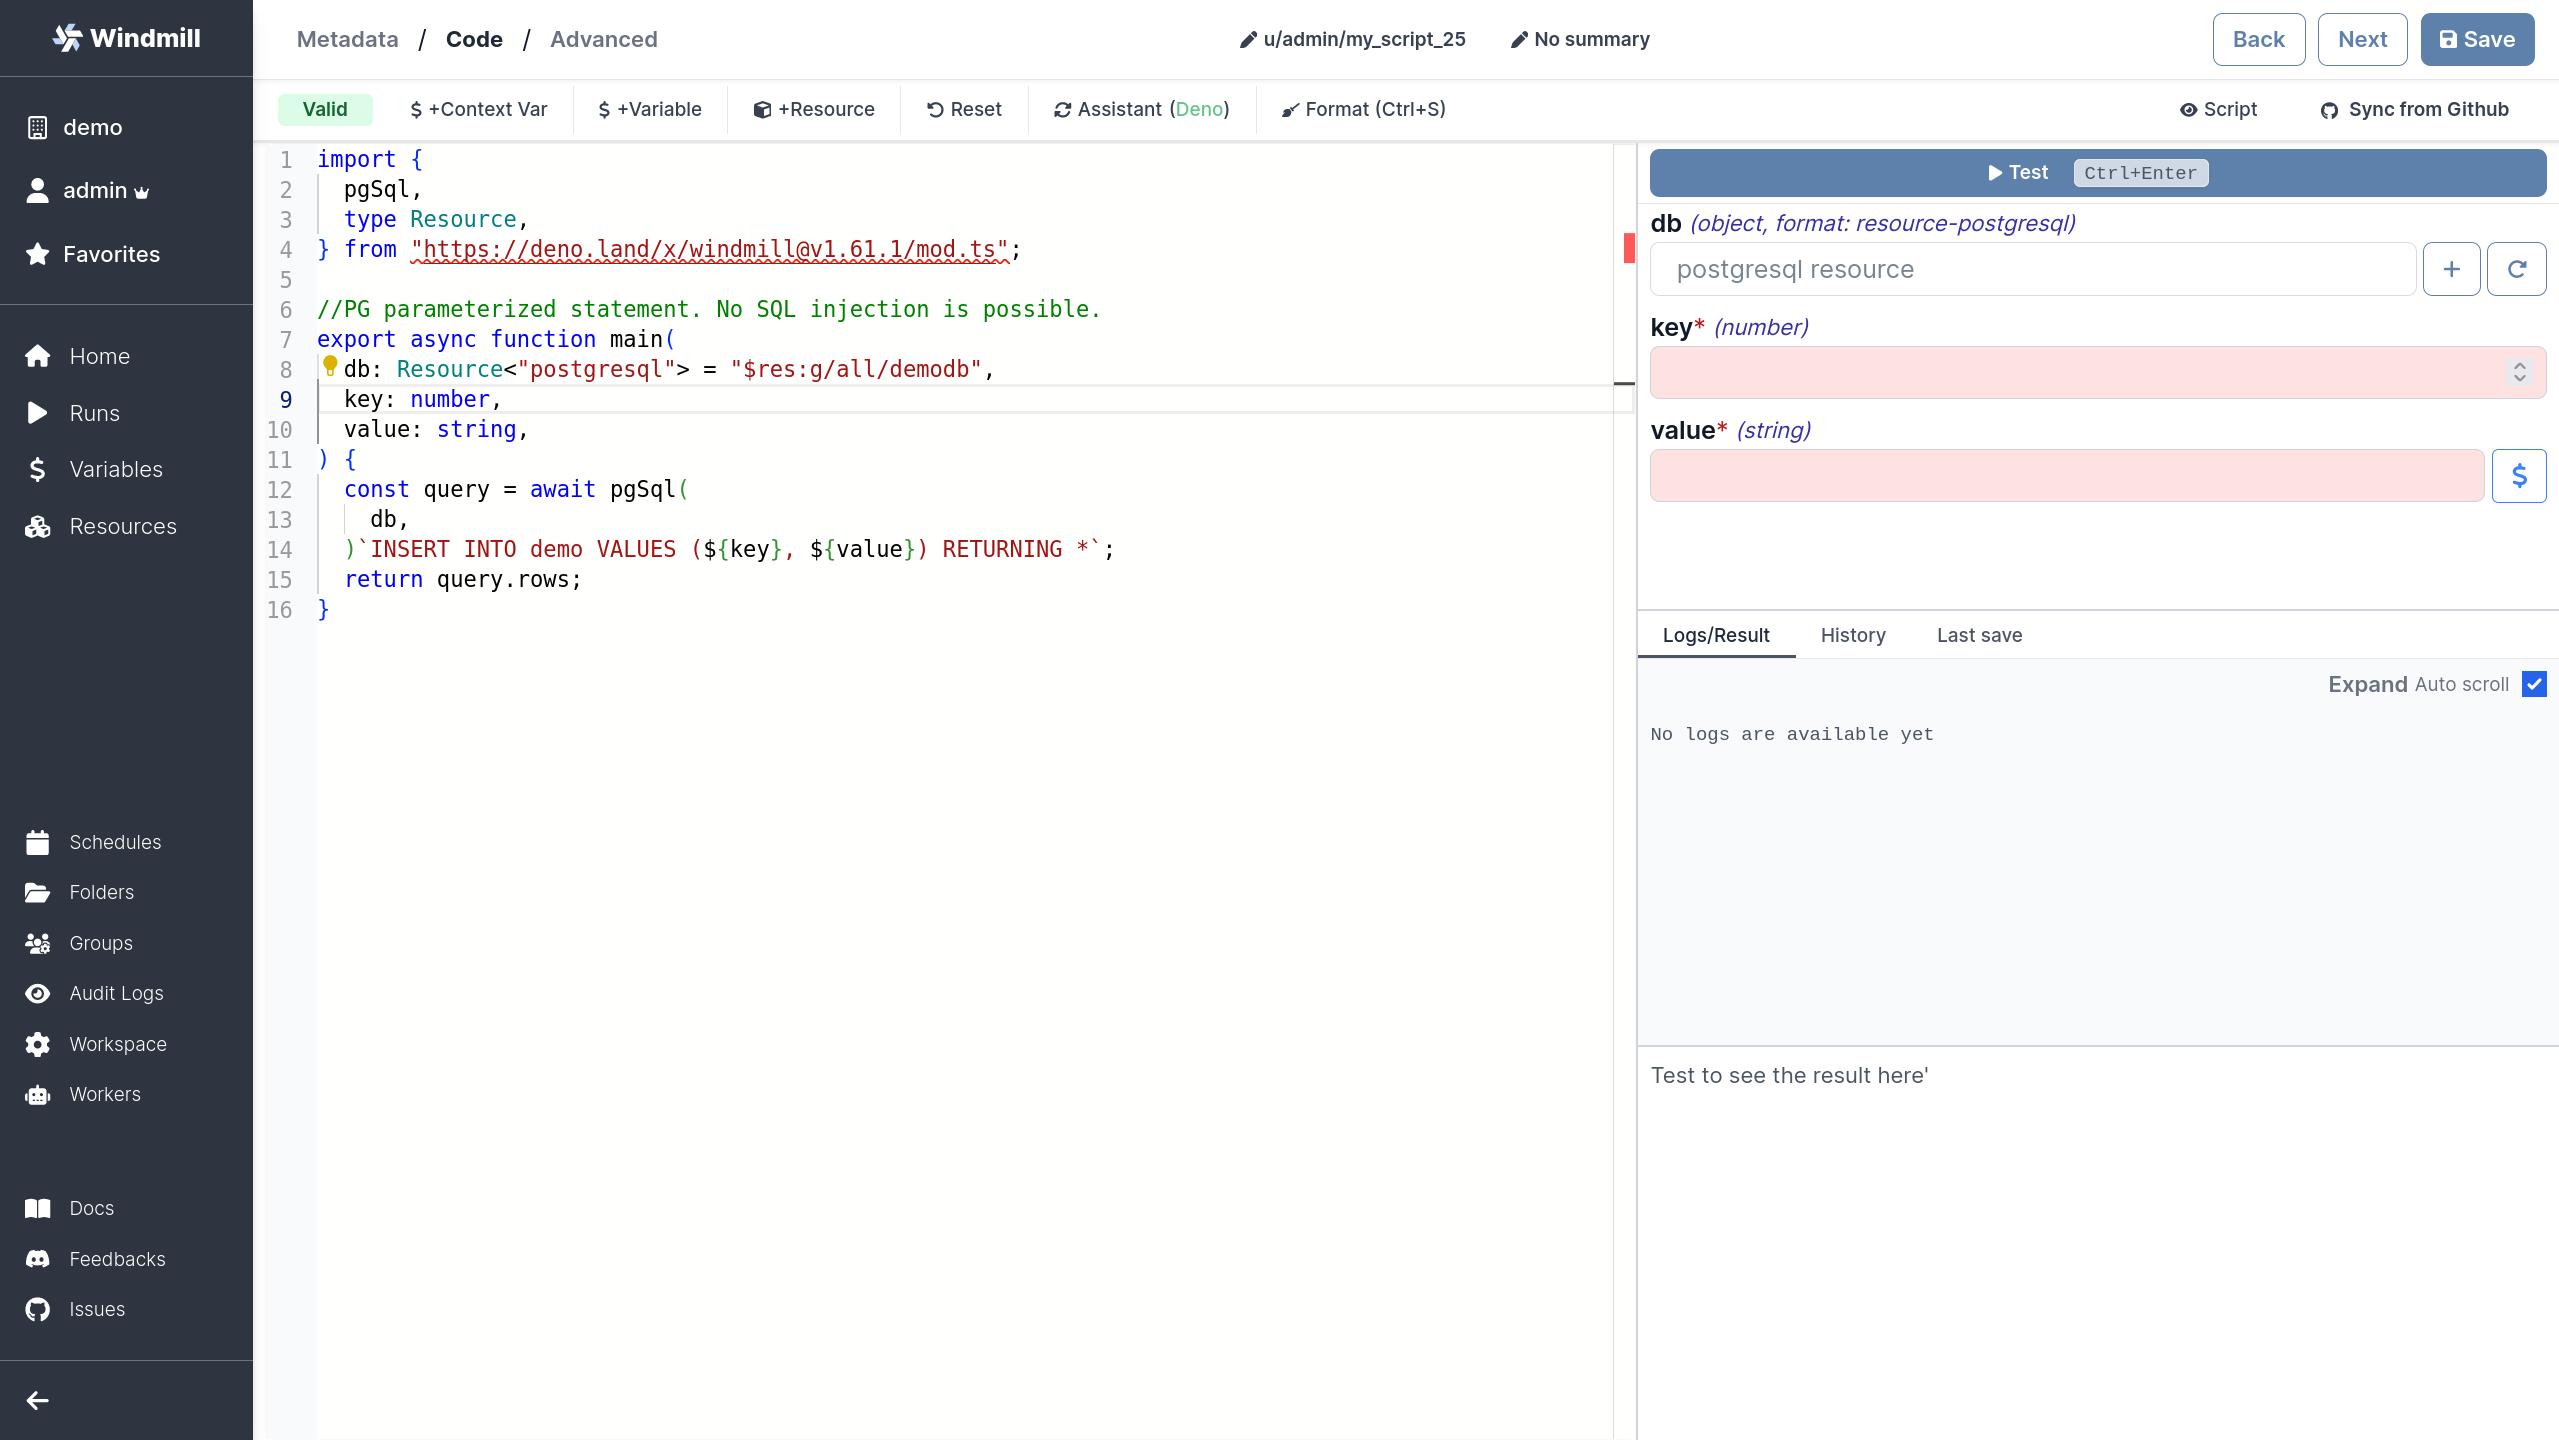 Windmill
demo
admin
Favorites
Home
Runs
Variables
Resources
Schedules
Folders
Groups
Audit Logs
Workspace
Workers
Docs
Feedbacks
Issues
Metadata / Code / Advanced
u/admin/my_script_25
No summary
Back
Next
Save
Valid
+Context Var
+Variable
+Resource
Reset
Assistant (Deno)
Format (Ctrl+S)
Script
Sync from Github
1 import {
2 pgSql,
3 type Resource,
4 } from "https://deno.land/x/windmill@v1.61.1/mod.ts";
5
6 //PG parameterized statement. No SQL injection is possible.
7 export async function main(
8 db: Resource<"postgresql"> = "$res:g/all/demodb",
9 key: number,
10 value: string,
11 ) {
12 const query = await pgSql(
13 db,
14 )`INSERT INTO demo VALUES (${key}, ${value}) RETURNING *`;
15 return query.rows;
16 }
Test Ctrl+Enter
db (object, format: resource-postgresql)
postgresql resource
key* (number)
value* (string)
Logs/Result
History
Last save
Expand Auto scroll
No logs are available yet
Test to see the result here'